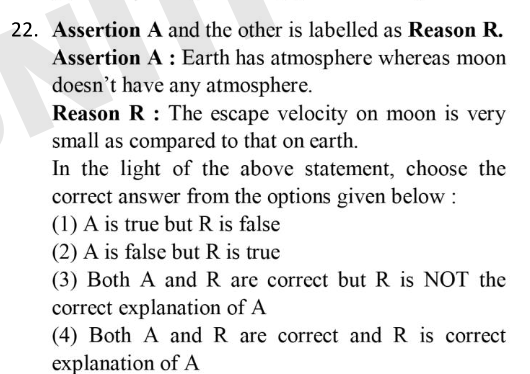 22. Assertion A and the other is labelled as Reason R.
Assertion A : Earth has atmosphere whereas moon
doesn't have any atmosphere.
Reason R : The escape velocity on moon is very
small as compared to that on earth.
In the light of the above statement, choose the
correct answer from the options given below :
(1) A is true but R is false
(2) A is false but R is true
(3) Both A and R are correct but R is NOT the
correct explanation of A
(4) Both A and R are correct and R is correct
explanation of A